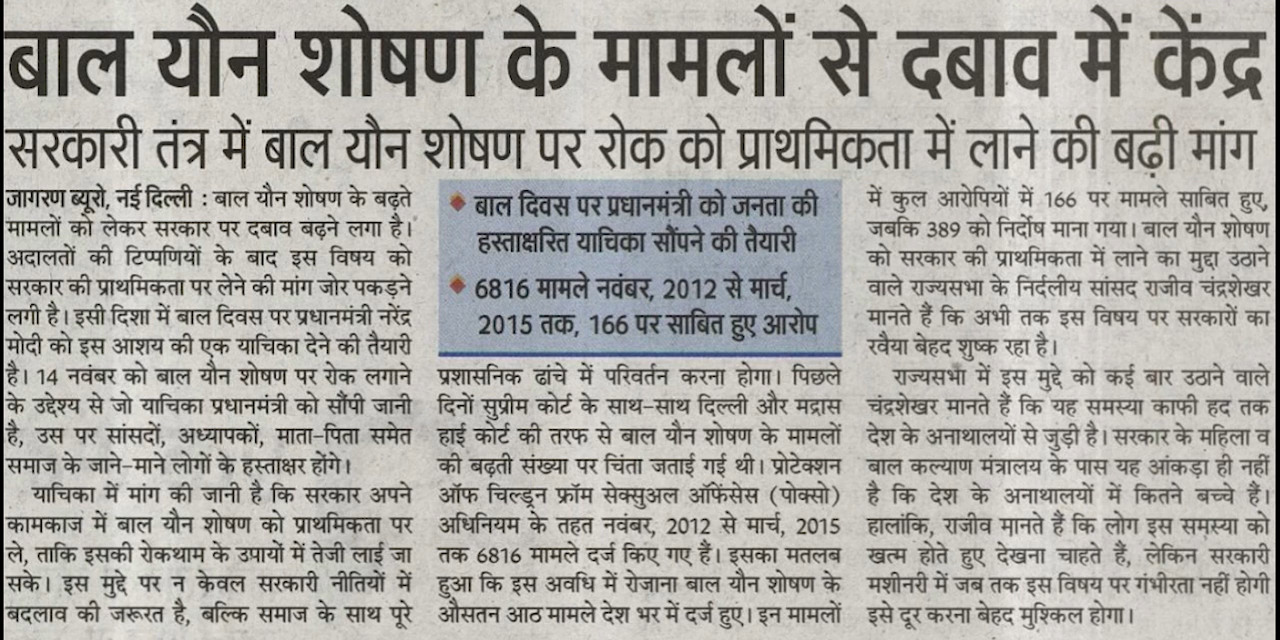 बाल यौन शोषण के मामलों से दबाव में केंद्र
सरकारी तंत्र में बाल यौन शोषण पर रोक को प्राथमिकता में लाने की बढ़ी मांग
जागरण ब्यूरो, नई दिल्ली : बाल यौन शोषण के बढ़ते
मामलों को लेकर सरकार पर दबाव बढ़ने लगा है।
अदालतों की टिप्पणियों के बाद इस विषय को
सरकार की प्राथमिकता पर लेने की मांग जोर पकड़ने
लगी है। इसी दिशा में बाल दिवस पर प्रधानमंत्री नरेंद्र
मोदी को इस आशय की एक याचिका देने की तैयारी
है। 14 नवंबर को बाल यौन शोषण पर रोक लगाने
के उद्देश्य से जो याचिका प्रधानमंत्री को सौंपी जानी
है, उस पर सांसदों, अध्यापकों, माता-पिता समेत
समाज के जाने-माने लोगों के हस्ताक्षर होंगे।
याचिका में मांग की जानी है कि सरकार अपने
कामकाज में बाल यौन शोषण को प्राथमिकता पर
ले, ताकि इसकी रोकथाम के उपायों में तेजी लाई जा
सके। इस मुद्दे पर न केवल सरकारी नीतियों में
बदलाव की जरूरत है, बल्कि समाज के साथ पूरे
बाल दिवस पर प्रधानमंत्री को जनता की
हस्ताक्षरित याचिका सौंपने की तैयारी
6816 मामले नवंबर, 2012 से मार्च,
2015 तक, 166 पर साबित हुए आरोप
प्रशासनिक ढांचे में परिवर्तन करना होगा। पिछले
दिनों सुप्रीम कोर्ट के साथ-साथ दिल्ली और मद्रास
हाई कोर्ट की तरफ से बाल यौन शोषण के मामलों
की बढ़ती संख्या पर चिंता जताई गई थी। प्रोटेक्शन
ऑफ चिल्ड्रन फ्रॉम सेक्सुअल ऑफेंसेस (पोक्सो)
अधिनियम के तहत नवंबर, 2012 से मार्च, 2015
तक 6816 मामले दर्ज किए गए हैं। इसका मतलब
हुआ कि इस अवधि में रोजाना बाल यौन शोषण के
औसतन आठ मामले देश भर में दर्ज हुए। इन मामलों
में कुल आरोपियों में 166 पर मामले साबित हुए,
जबकि 389 को निर्दोष माना गया। बाल यौन शोषण
को सरकार की प्राथमिकता में लाने का मुद्दा उठाने
वाले राज्यसभा के निर्दलीय सांसद राजीव चंद्रशेखर
मानते हैं कि अभी तक इस विषय पर सरकारों का
रवैया बेहद शुष्क रहा है।
राज्यसभा में इस मुद्दे को कई बार उठाने वाले
चंद्रशेखर मानते हैं कि यह समस्या काफी हद तक
देश के अनाथालयों से जुड़ी है। सरकार के महिला व
बाल कल्याण मंत्रालय के पास यह आंकड़ा ही नहीं
है कि देश के अनाथालयों में कितने बच्चे हैं।
हालांकि, राजीव मानते हैं कि लोग इस समस्या को
खत्म होते हुए देखना चाहते हैं, लेकिन सरकारी
मशीनरी में जब तक इस विषय पर गंभीरता नहीं होगी
इसे दूर करना बेहद मुश्किल होगा।